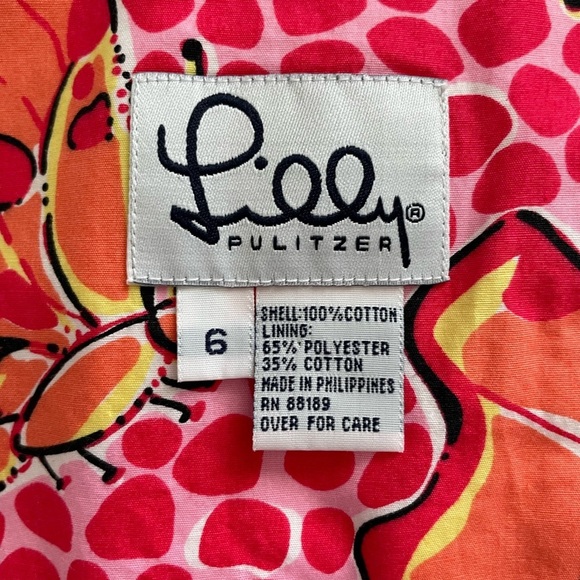 Lilly®
PULITZER
6
SHELL:100%COTTON
LINING:
65% POLYESTER
35% COTTON
MADE IN PHILIPPINES
RN 88189
OVER FOR CARE